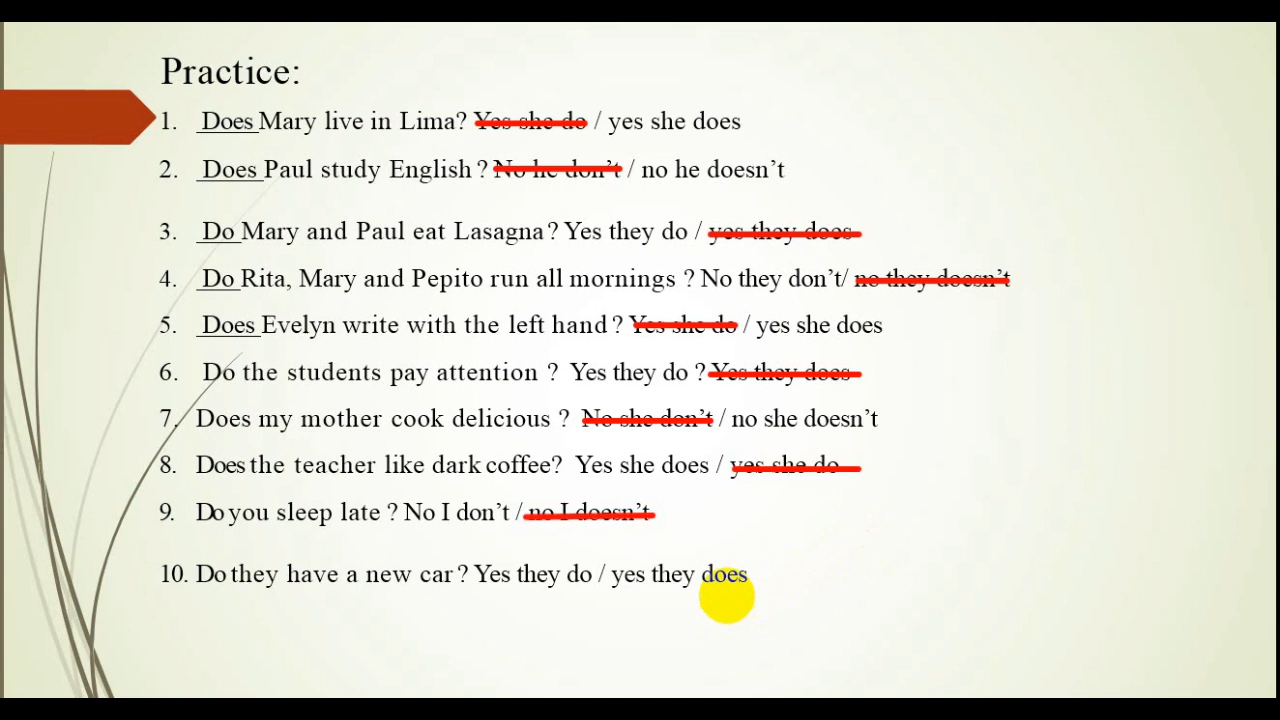 Practice:
1. Does Mary live in Lima? Yes she do / yes she does
2. Does Paul study English ? No he don't / no he doesn't
3. Do Mary and Paul eat Lasagna? Yes they do / yes they does
4. Do Rita, Mary and Pepito run all mornings ? No they don't/ no they doesn't
5. Does Evelyn write with the left hand ? Yes she do / yes she does
6. Do the students pay attention ? Yes they do ? Yes they does
7. Does my mother cook delicious ? No she don't / no she doesn't
8. Does the teacher like dark coffee? Yes she does / yes she do
9. Do you sleep late ? No I don't / no I doesn't
10. Do they have a new car ? Yes they do / yes they does